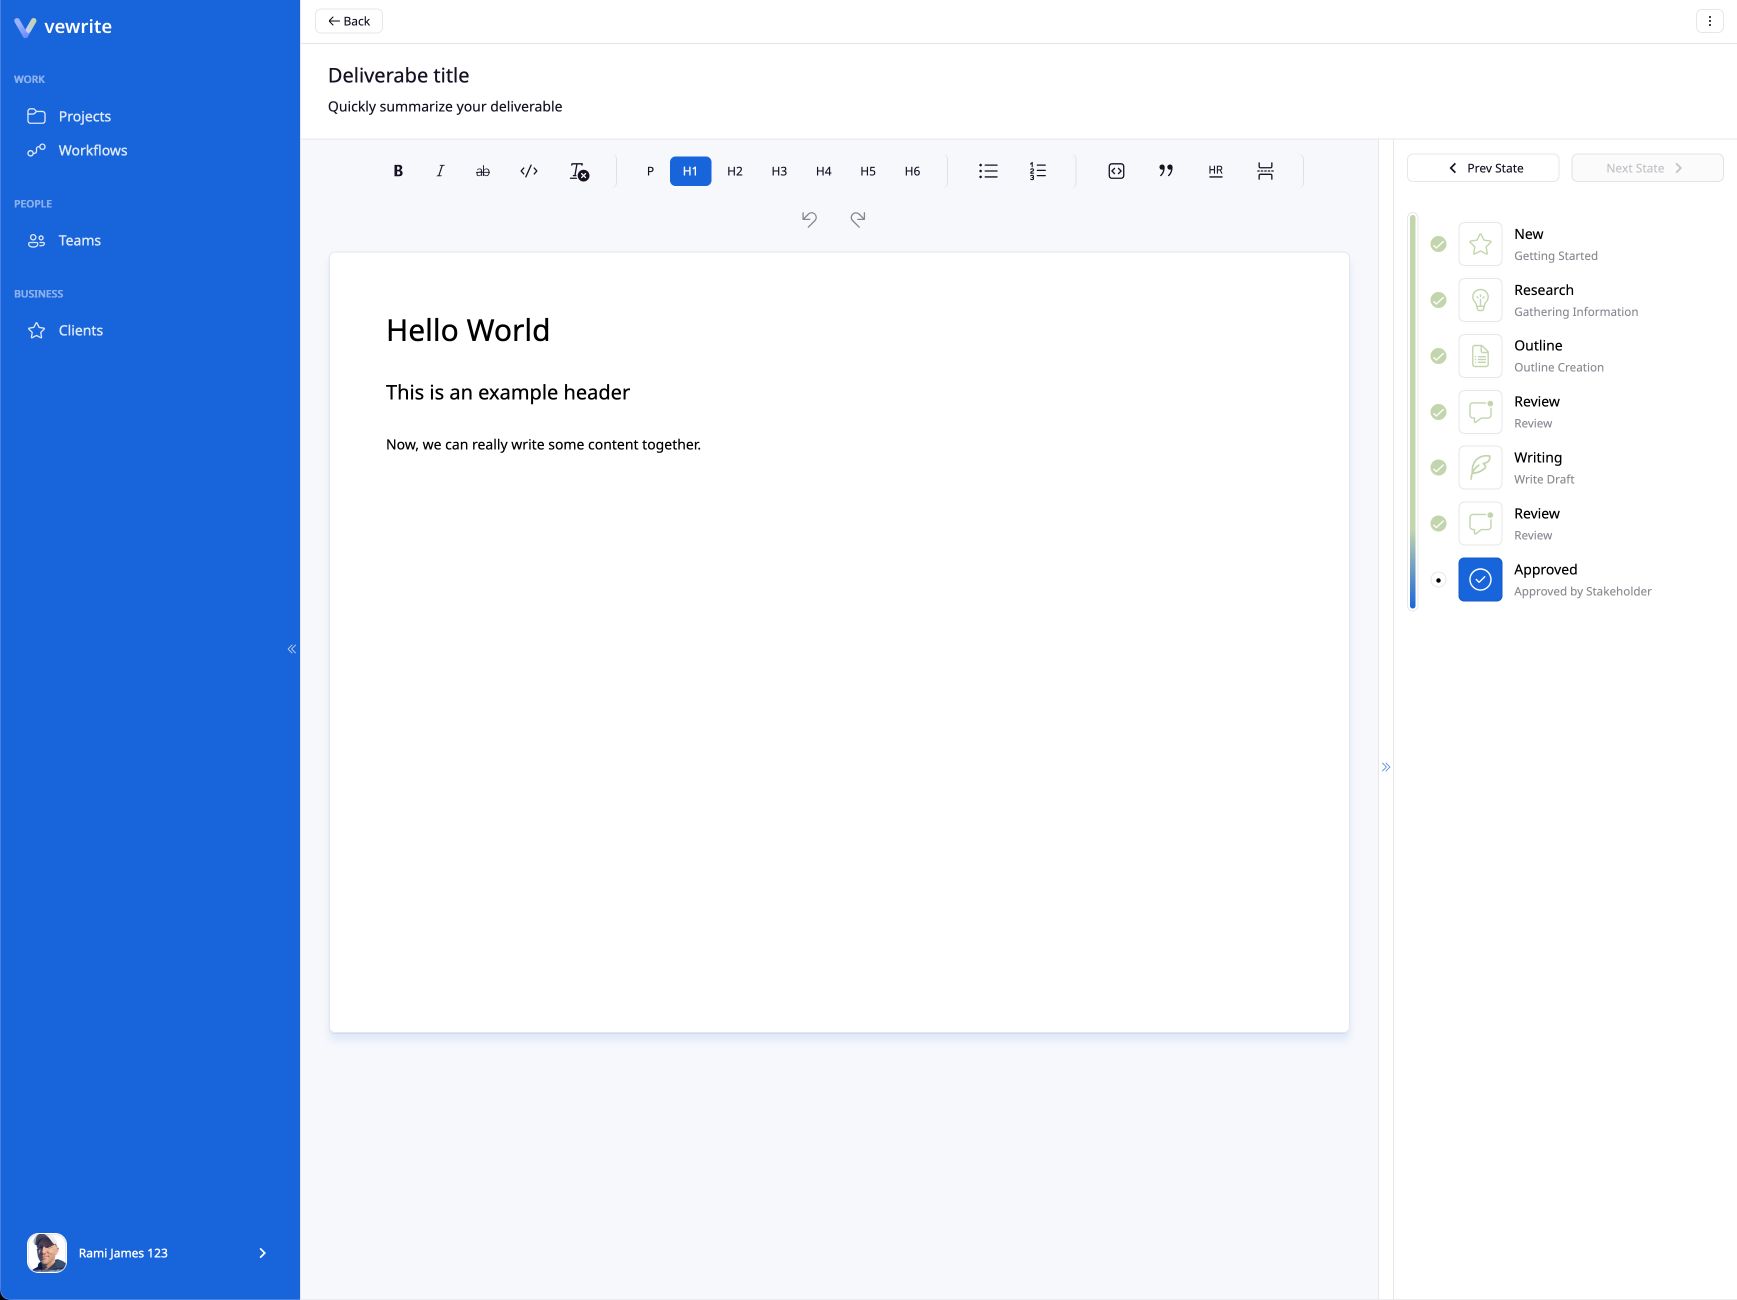 vewrite
WORK
Projects
Workflows
PEOPLE
Teams
BUSINESS
Clients
Rami James 123
Back
Deliverabe title
Quickly summarize your deliverable
B I ab </> T P H1 H2 H3 H4 H5 H6 HR
Hello World
This is an example header
Now, we can really write some content together.
Prev State
Next State
New
Getting Started
Research
Gathering Information
Outline
Outline Creation
Review
Review
Writing
Write Draft
Review
Review
Approved
Approved by Stakeholder